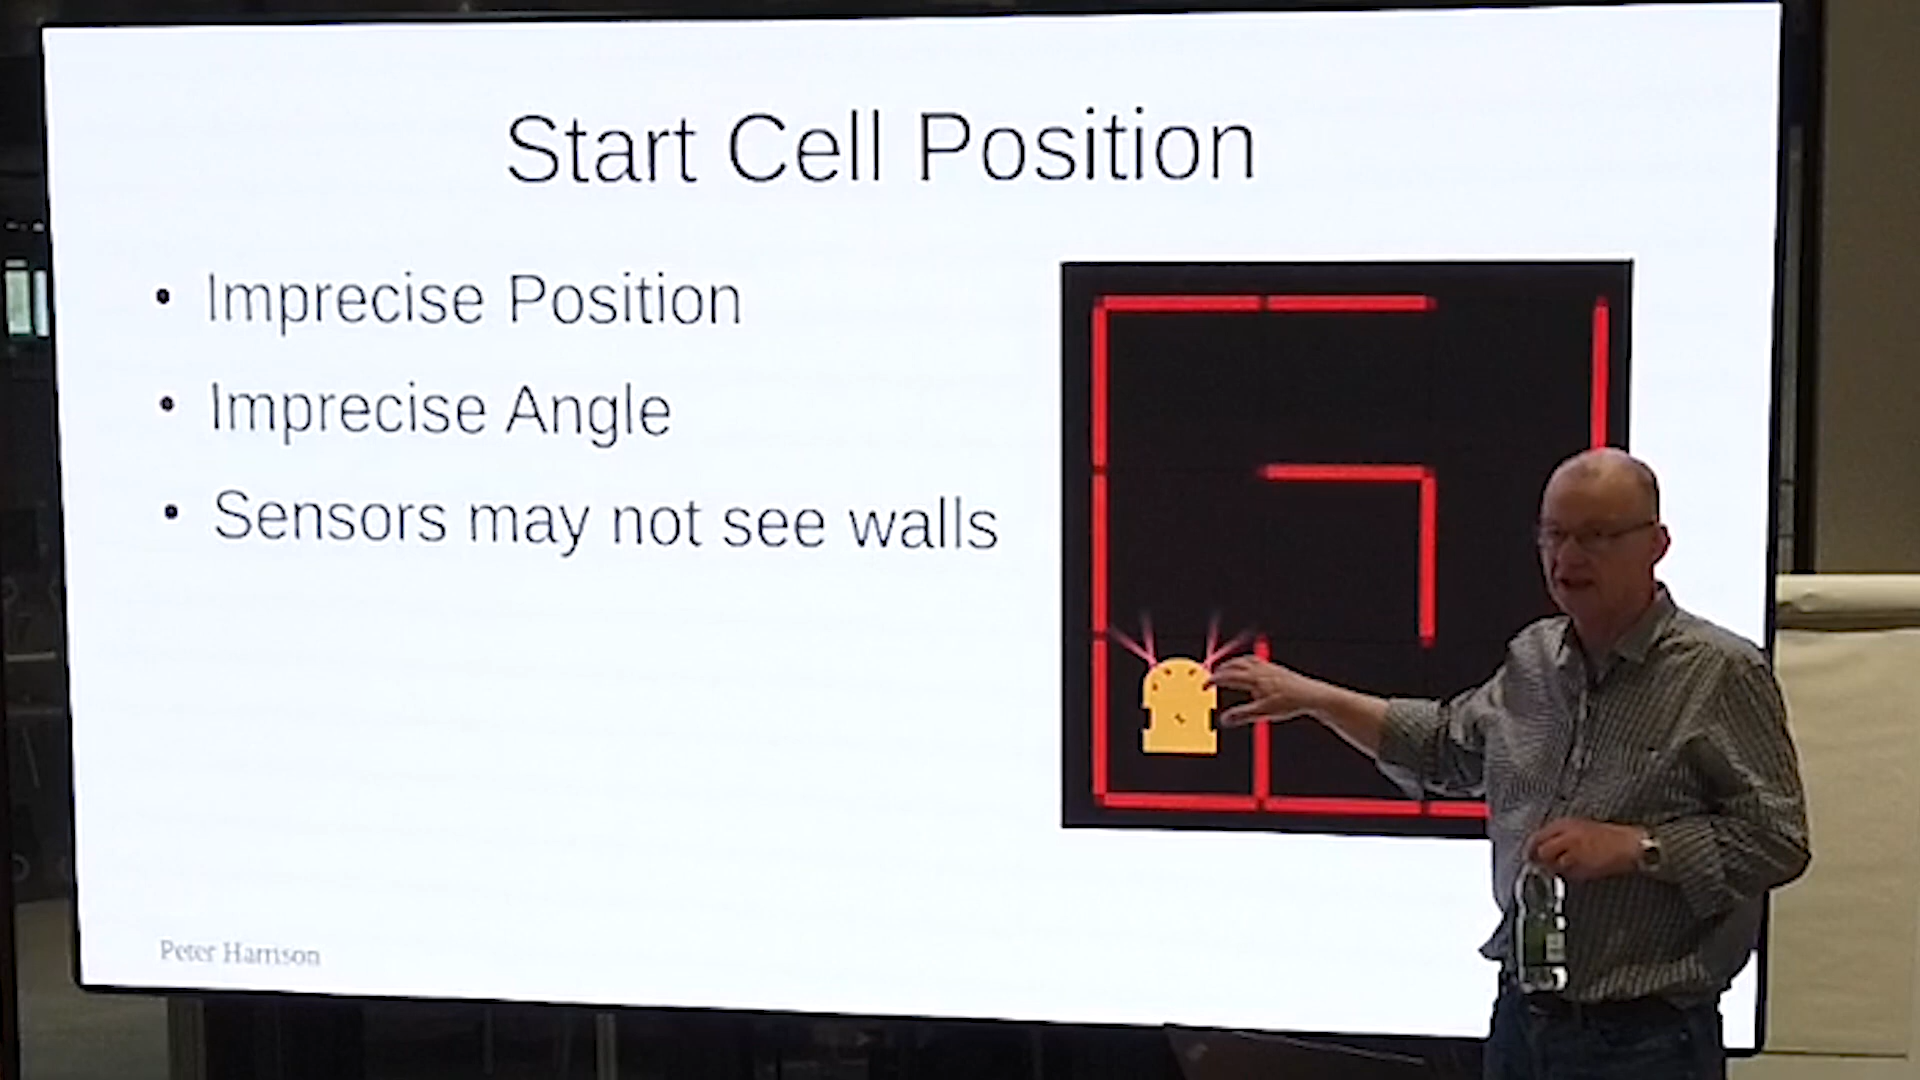 Start Cell Position
• Imprecise Position
• Imprecise Angle
• Sensors may not see walls
Peter Harrison